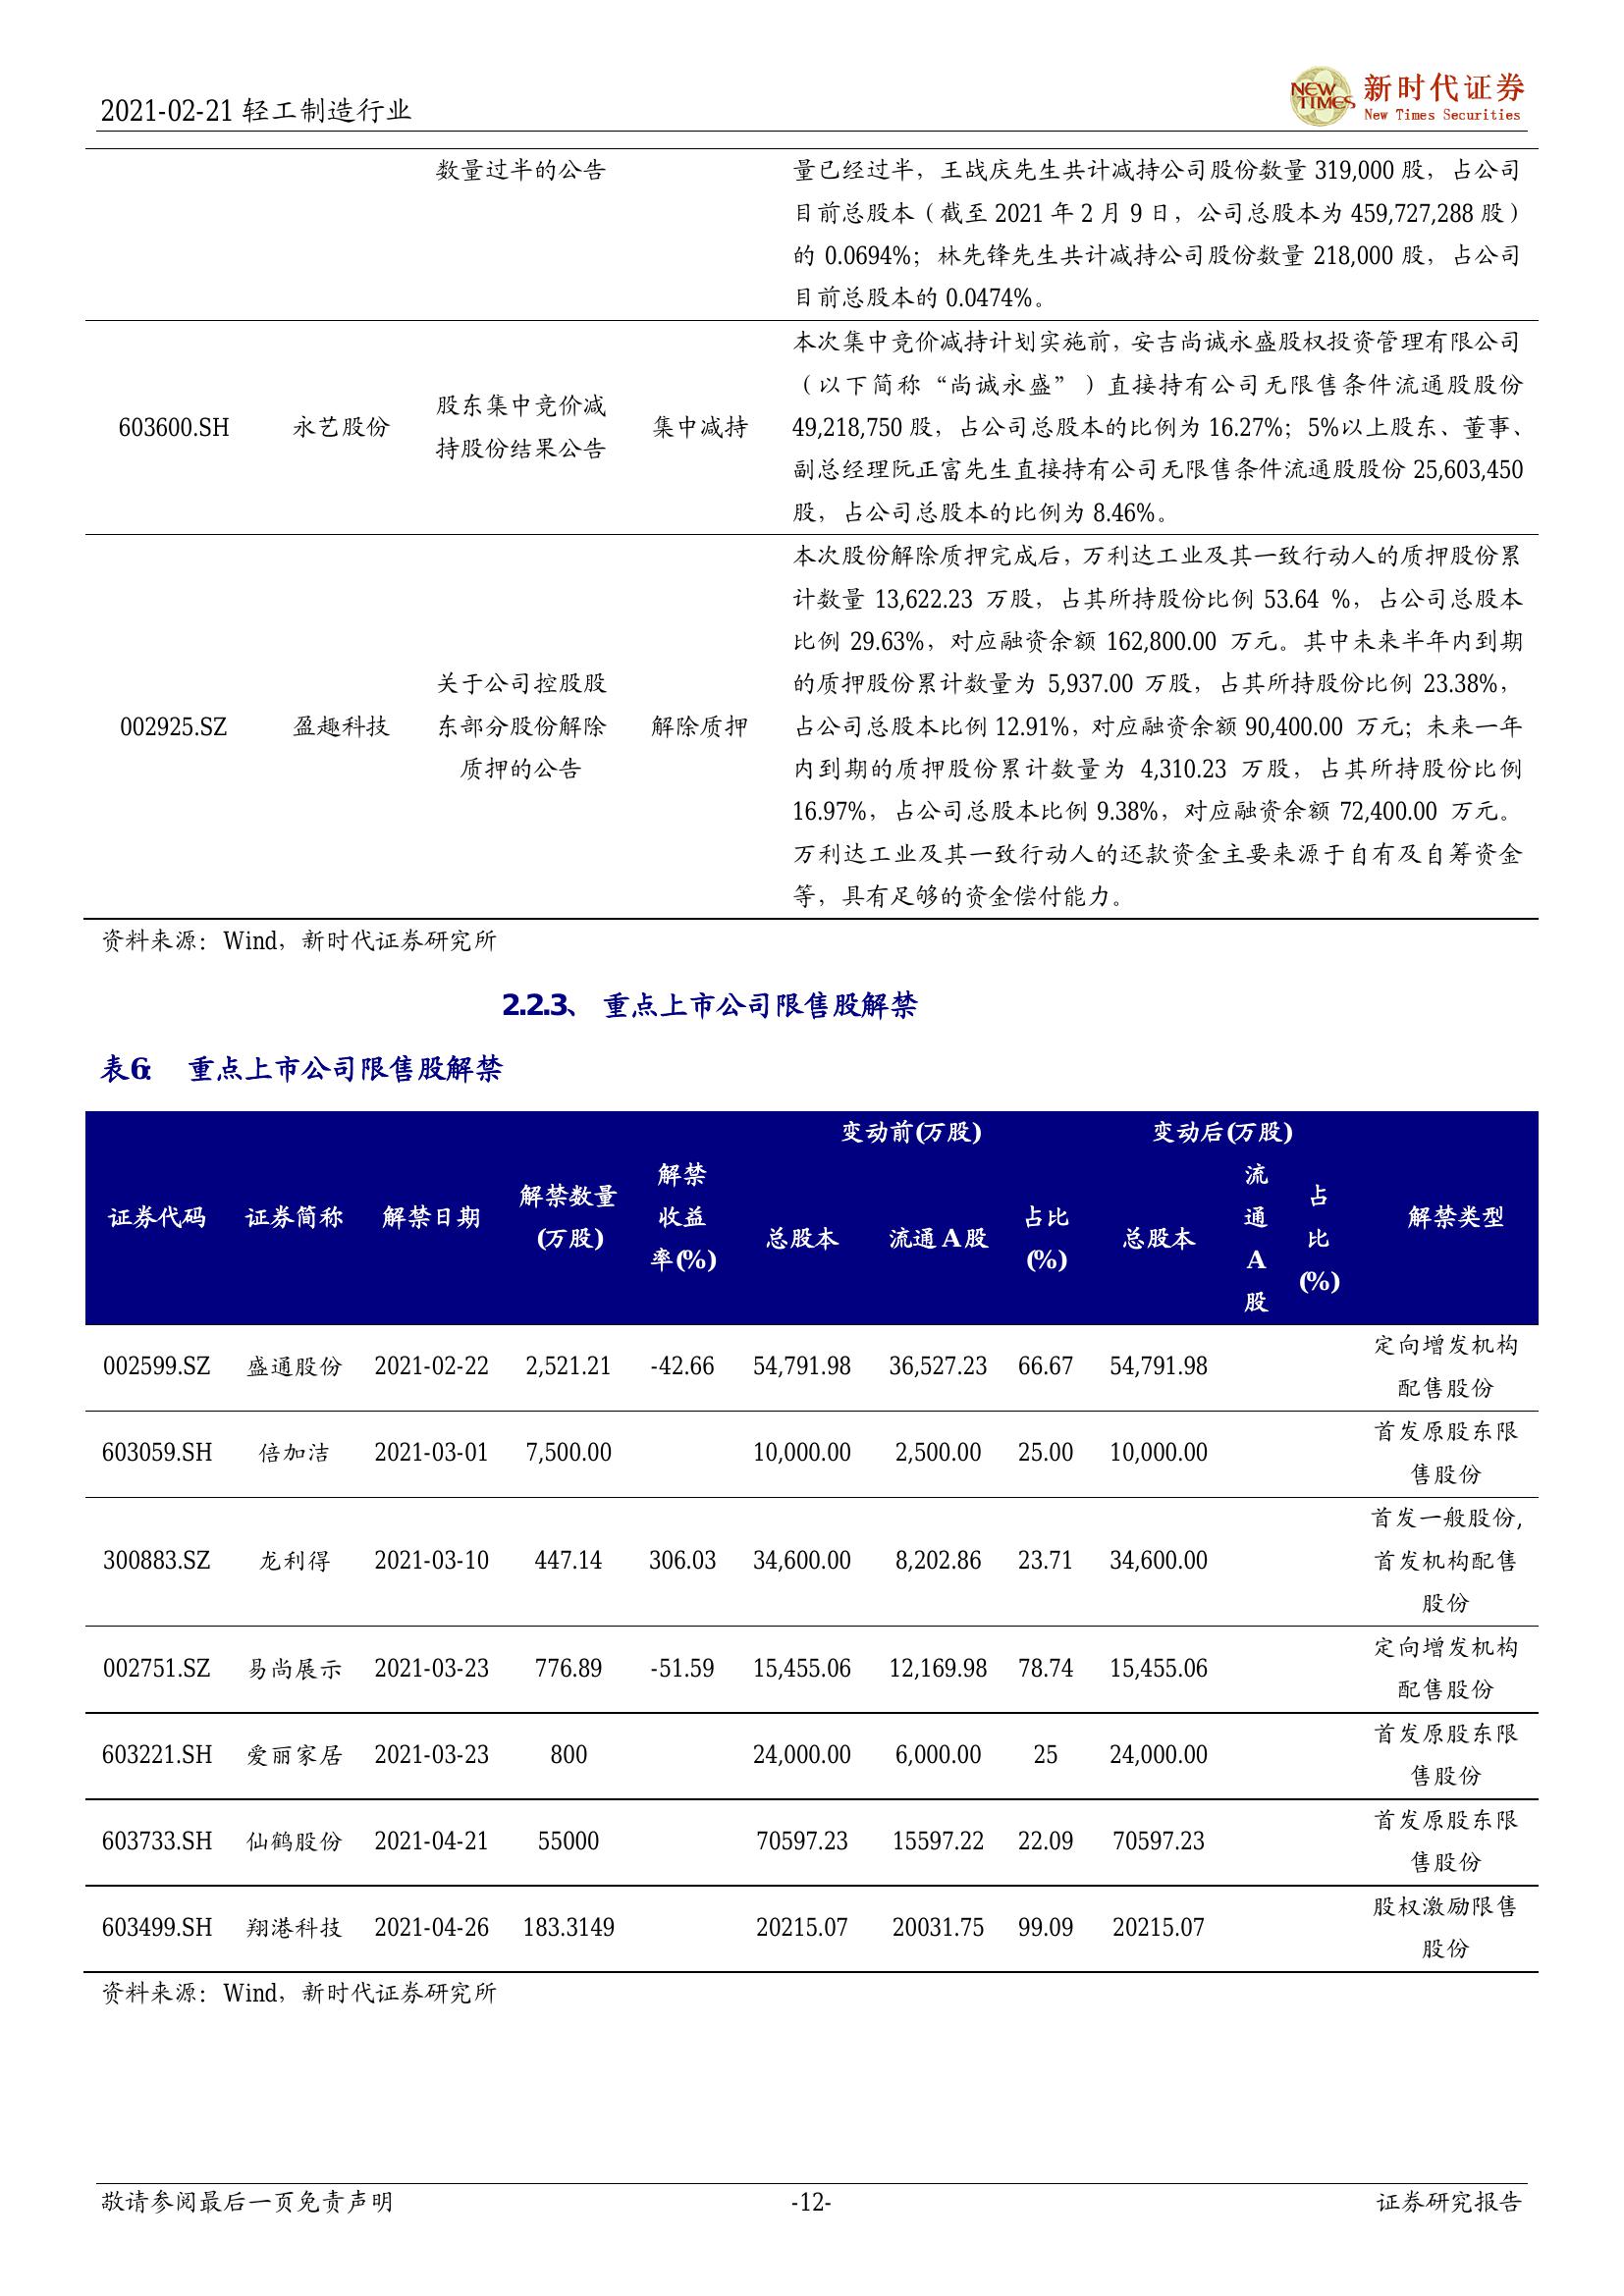 2021-02-21 轻工制造行业
NEW TIMES 新时代证券
New Times Securities
数量过半的公告
量已经过半，王战庆先生共计减持公司股份数量 319,000 股，占公司
目前总股本（截至 2021 年 2 月 9 日，公司总股本为 459,727,288 股）
的 0.0694%；林先锋先生共计减持公司股份数量 218,000 股，占公司
目前总股本的 0.0474%。
603600.SH 永艺股份
股东集中竞价减
持股份结果公告
集中减持
本次集中竞价减持计划实施前，安吉尚诚永盛股权投资管理有限公司
（以下简称“尚诚永盛”）直接持有公司无限售条件流通股股份
49,218,750 股，占公司总股本的比例为 16.27%；5%以上股东、董事、
副总经理阮正富先生直接持有公司无限售条件流通股股份 25,603,450
股，占公司总股本的比例为 8.46%。
002925.SZ 盈趣科技
关于公司控股股
东部分股份解除
质押的公告
解除质押
本次股份解除质押完成后，万利达工业及其一致行动人的质押股份累
计数量 13,622.23 万股，占其所持股份比例 53.64 %，占公司总股本
比例 29.63%，对应融资余额 162,800.00 万元。其中未来半年内到期
的质押股份累计数量为 5,937.00 万股，占其所持股份比例 23.38%，
占公司总股本比例 12.91%，对应融资余额 90,400.00 万元；未来一年
内到期的质押股份累计数量为 4,310.23 万股，占其所持股份比例
16.97%，占公司总股本比例 9.38%，对应融资余额 72,400.00 万元。
万利达工业及其一致行动人的还款资金主要来源于自有及自筹资金
等，具有足够的资金偿付能力。
资料来源：Wind，新时代证券研究所
2.2.3、 重点上市公司限售股解禁
表6： 重点上市公司限售股解禁
证券代码 证券简称 解禁日期
解禁数量
(万股)
解禁
收益
率(%)
变动前(万股)
总股本 流通 A 股
占比
(%)
变动后(万股)
总股本
流
通
A
股
占
比
(%)
解禁类型
002599.SZ 盛通股份 2021-02-22 2,521.21 -42.66 54,791.98 36,527.23 66.67 54,791.98
定向增发机构
配售股份
603059.SH 倍加洁 2021-03-01 7,500.00 10,000.00 2,500.00 25.00 10,000.00
首发原股东限
售股份
300883.SZ 龙利得 2021-03-10 447.14 306.03 34,600.00 8,202.86 23.71 34,600.00
首发一般股份,
首发机构配售
股份
002751.SZ 易尚展示 2021-03-23 776.89 -51.59 15,455.06 12,169.98 78.74 15,455.06
定向增发机构
配售股份
603221.SH 爱丽家居 2021-03-23 800 24,000.00 6,000.00 25 24,000.00
首发原股东限
售股份
603733.SH 仙鹤股份 2021-04-21 55000 70597.23 15597.22 22.09 70597.23
首发原股东限
售股份
603499.SH 翔港科技 2021-04-26 183.3149 20215.07 20031.75 99.09 20215.07
股权激励限售
股份
资料来源：Wind，新时代证券研究所
敬请参阅最后一页免责声明 -12- 证券研究报告